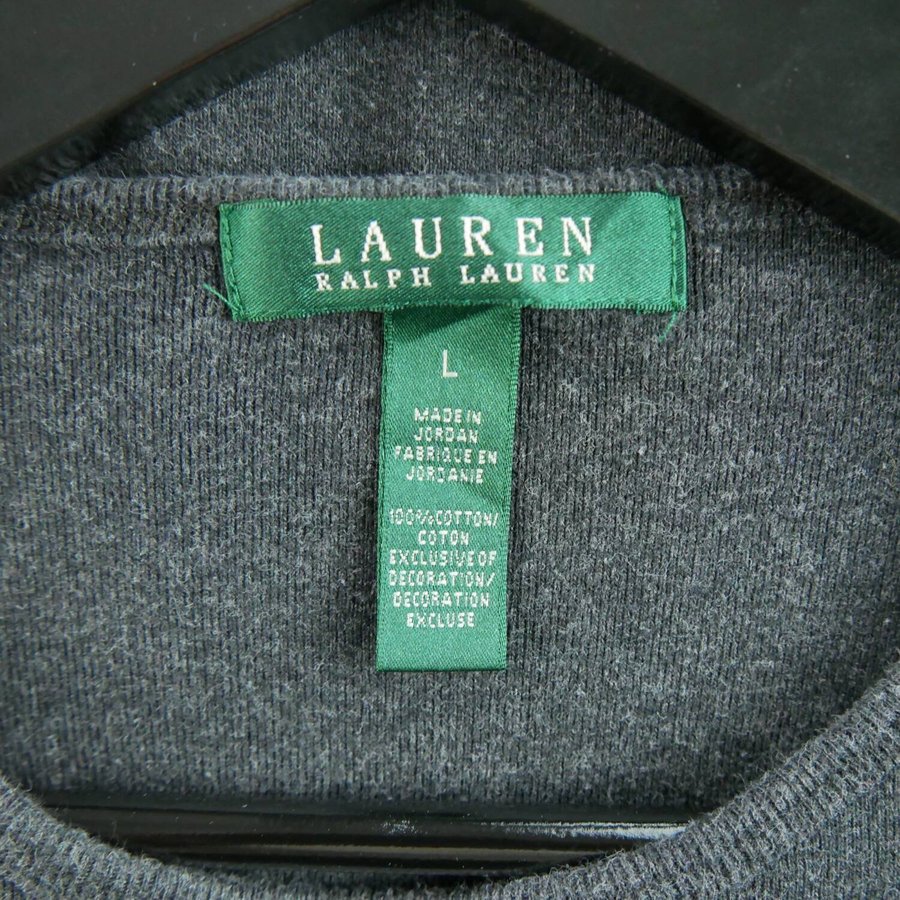 LAUREN
RALPH LAUREN
L
MADE IN
JORDAN
FABRIQUE EN
JORDANIE
100% COTTON/
COTON
EXCLUSIVE OF
DECORATION/
DECORATION
EXCLUSE